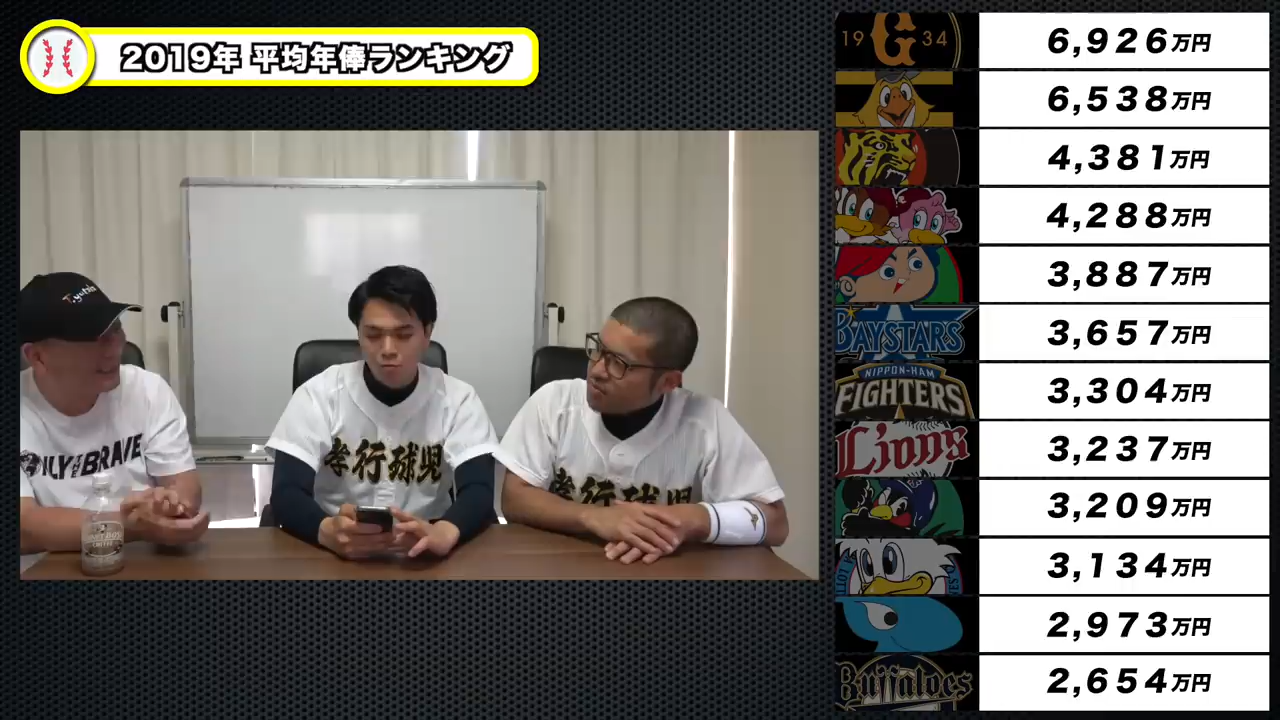 2019年 平均年俸ランキング
19 G 34
6,926万円
6,538万円
4,381万円
4,288万円
3,887万円
BAYSTARS
3,657万円
NIPPON-HAM
FIGHTERS
3,304万円
Lions
3,237万円
3,209万円
3,134万円
2,973万円
Buffaloes
2,654万円
孝行球児
孝行球児
BRAVE